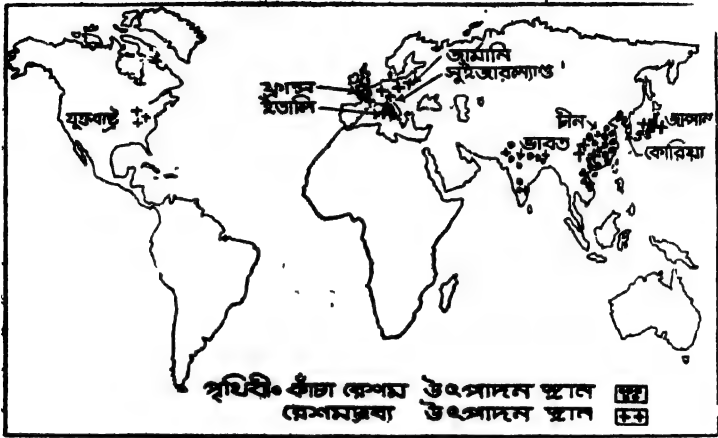 জার্মানি
সুইজারল্যাণ্ড
ফ্রান্স
ইতালি
যুক্তরাষ্ট্র
চীন
জাপান
ভারত
কোরিয়া
পৃথিবীঃ কাঁচা রেশম উৎপাদন স্থান
রেশমদ্রব্য উৎপাদন স্থান